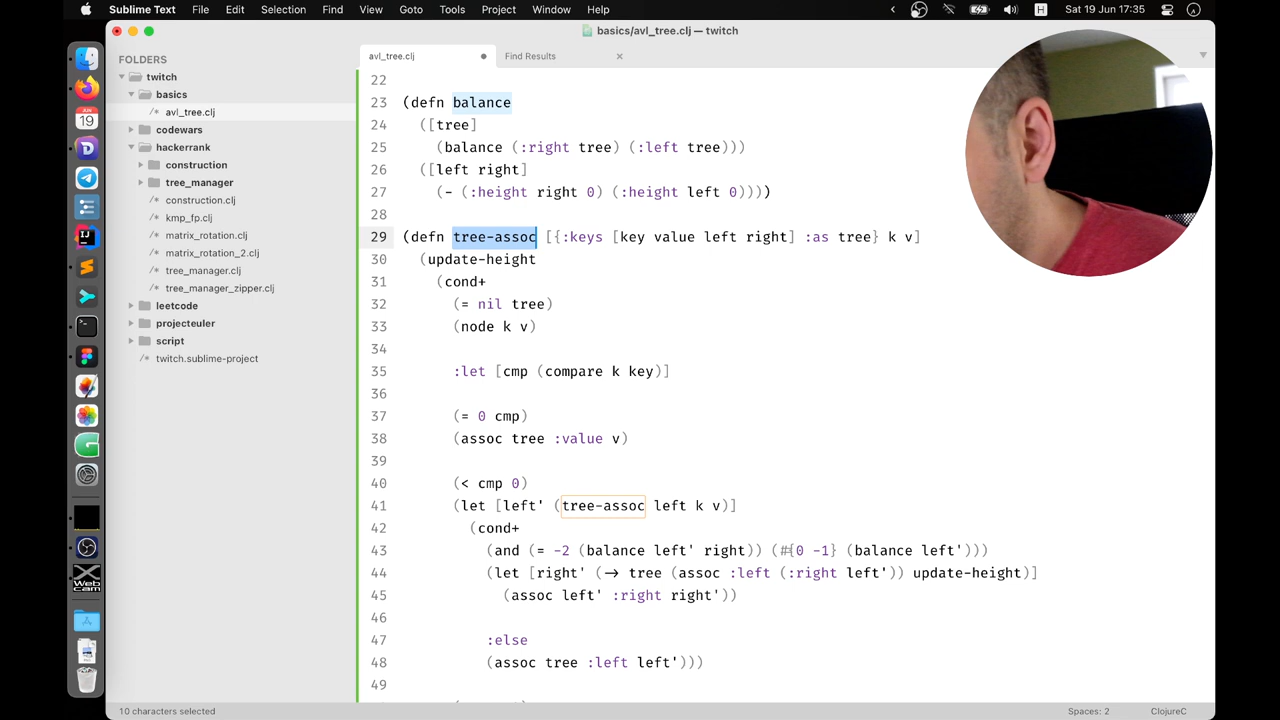 Sublime Text File Edit Selection Find View Goto Tools Project Window Help H Sat 19 Jun 17:35
basics/avl_tree.clj — twitch
FOLDERS
twitch
basics
/* avl_tree.clj
codewars
hackerrank
construction
tree_manager
/* construction.clj
/* kmp_fp.clj
/* matrix_rotation.clj
/* matrix_rotation_2.clj
/* tree_manager.clj
/* tree_manager_zipper.clj
leetcode
projecteuler
script
/* twitch.sublime-project
JUN
19
avl_tree.clj
Find Results
22
23 (defn balance
24 ([tree]
25 (balance (:right tree) (:left tree)))
26 ([left right]
27 (- (:height right 0) (:height left 0))))
28
29 (defn tree-assoc [{:keys [key value left right] :as tree} k v]
30 (update-height
31 (cond+
32 (= nil tree)
33 (node k v)
34
35 :let [cmp (compare k key)]
36
37 (= 0 cmp)
38 (assoc tree :value v)
39
40 (< cmp 0)
41 (let [left' (tree-assoc left k v)]
42 (cond+
43 (and (= -2 (balance left' right)) (#{0 -1} (balance left')))
44 (let [right' (-> tree (assoc :left (:right left')) update-height)]
45 (assoc left' :right right'))
46
47 :else
48 (assoc tree :left left')))
49
10 characters selected
Spaces: 2
ClojureC